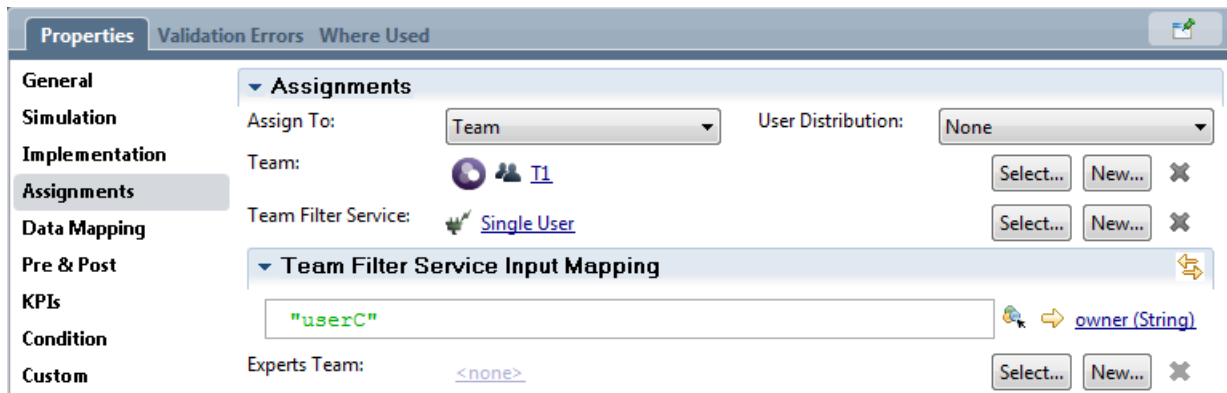 Properties Validation Errors Where Used
General
Simulation
Implementation
Assignments
Data Mapping
Pre & Post
KPIs
Condition
Custom
Assignments
Assign To: Team User Distribution: None
Team: T1 Select... New...
Team Filter Service: Single User Select... New...
Team Filter Service Input Mapping
"userC" owner (String)
Experts Team: <none> Select... New...